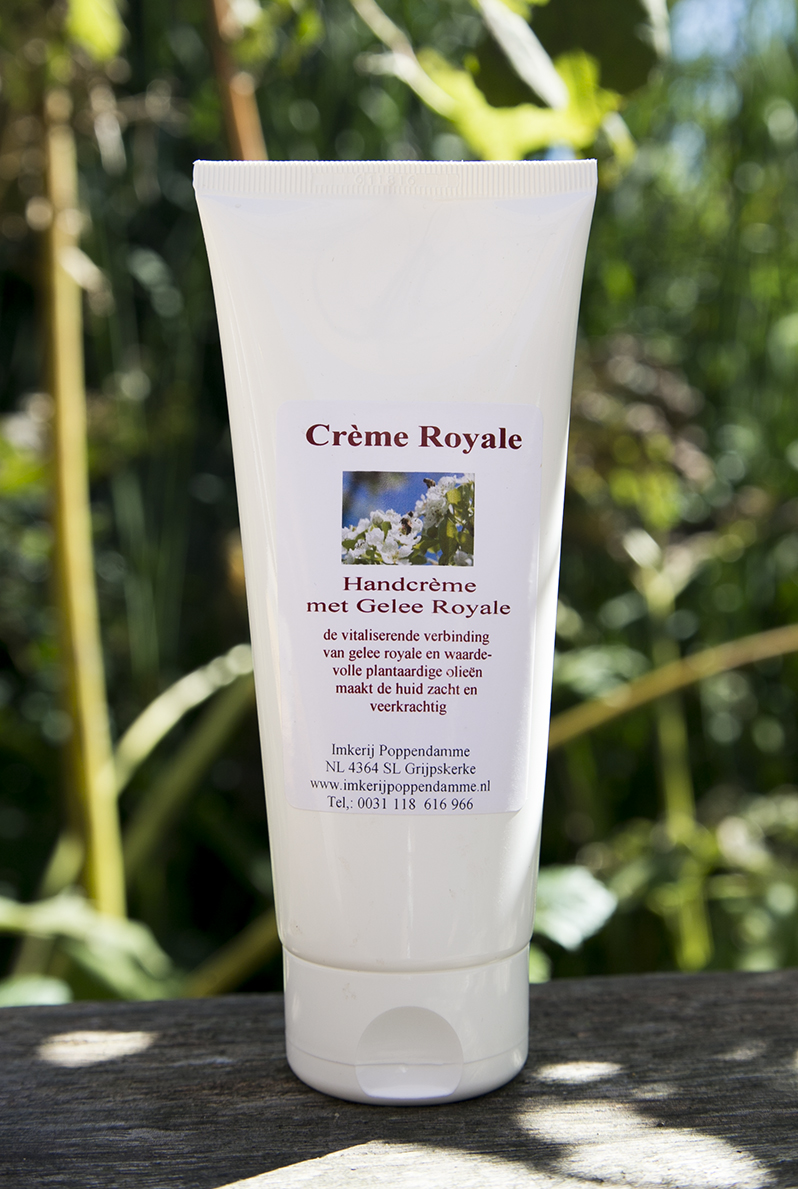 Crème Royale
Handcrème
met Gelee Royale
de vitaliserende verbinding
van gelee royale en waarde-
volle plantaardige olieën
maakt de huid zacht en
veerkrachtig
Imkerij Poppendamme
NL 4364 SL Grijpskerke
www.imkerijpoppendamme.nl
Tel,: 0031 118 616 966